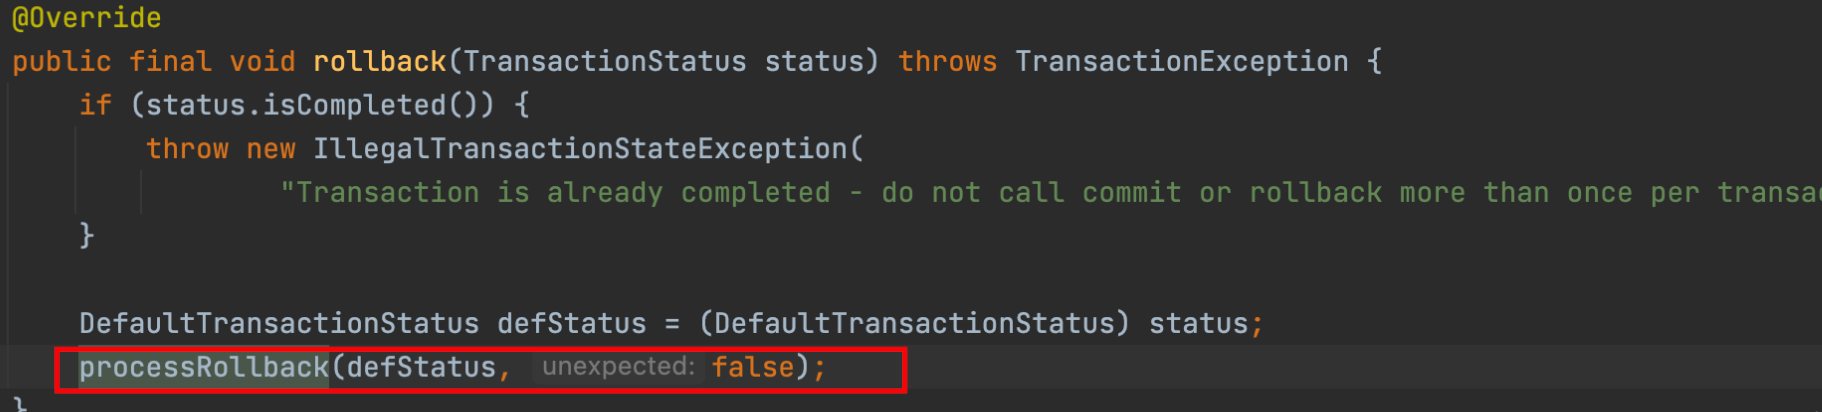 @Override
public final void rollback(TransactionStatus status) throws TransactionException {
if (status.isCompleted()) {
throw new IllegalTransactionStateException(
"Transaction is already completed - do not call commit or rollback more than once per
}
DefaultTransactionStatus defStatus = (DefaultTransactionStatus) status;
processRollback(defStatus, unexpected: false);
}